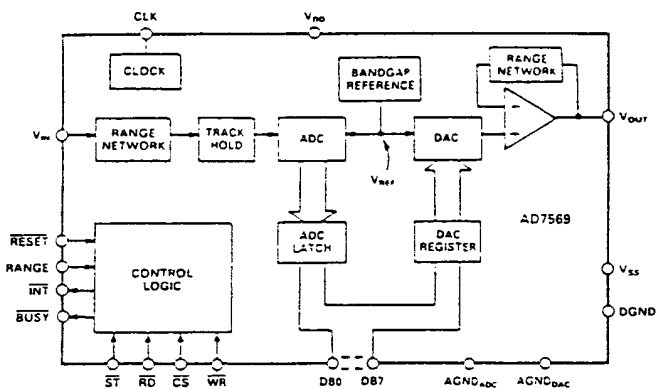 CLK
V_DD
CLOCK
BANDGAP
REFERENCE
RANGE
NETWORK
V_IN
RANGE
NETWORK
TRACK
HOLD
ADC
DAC
V_OUT
V_REF
AD7569
RESET
RANGE
INT
BUSY
CONTROL
LOGIC
ADC
LATCH
DAC
REGISTER
V_SS
DGND
ST
RD
CS
WR
DB0
DB7
AGND_ADC
AGND_DAC